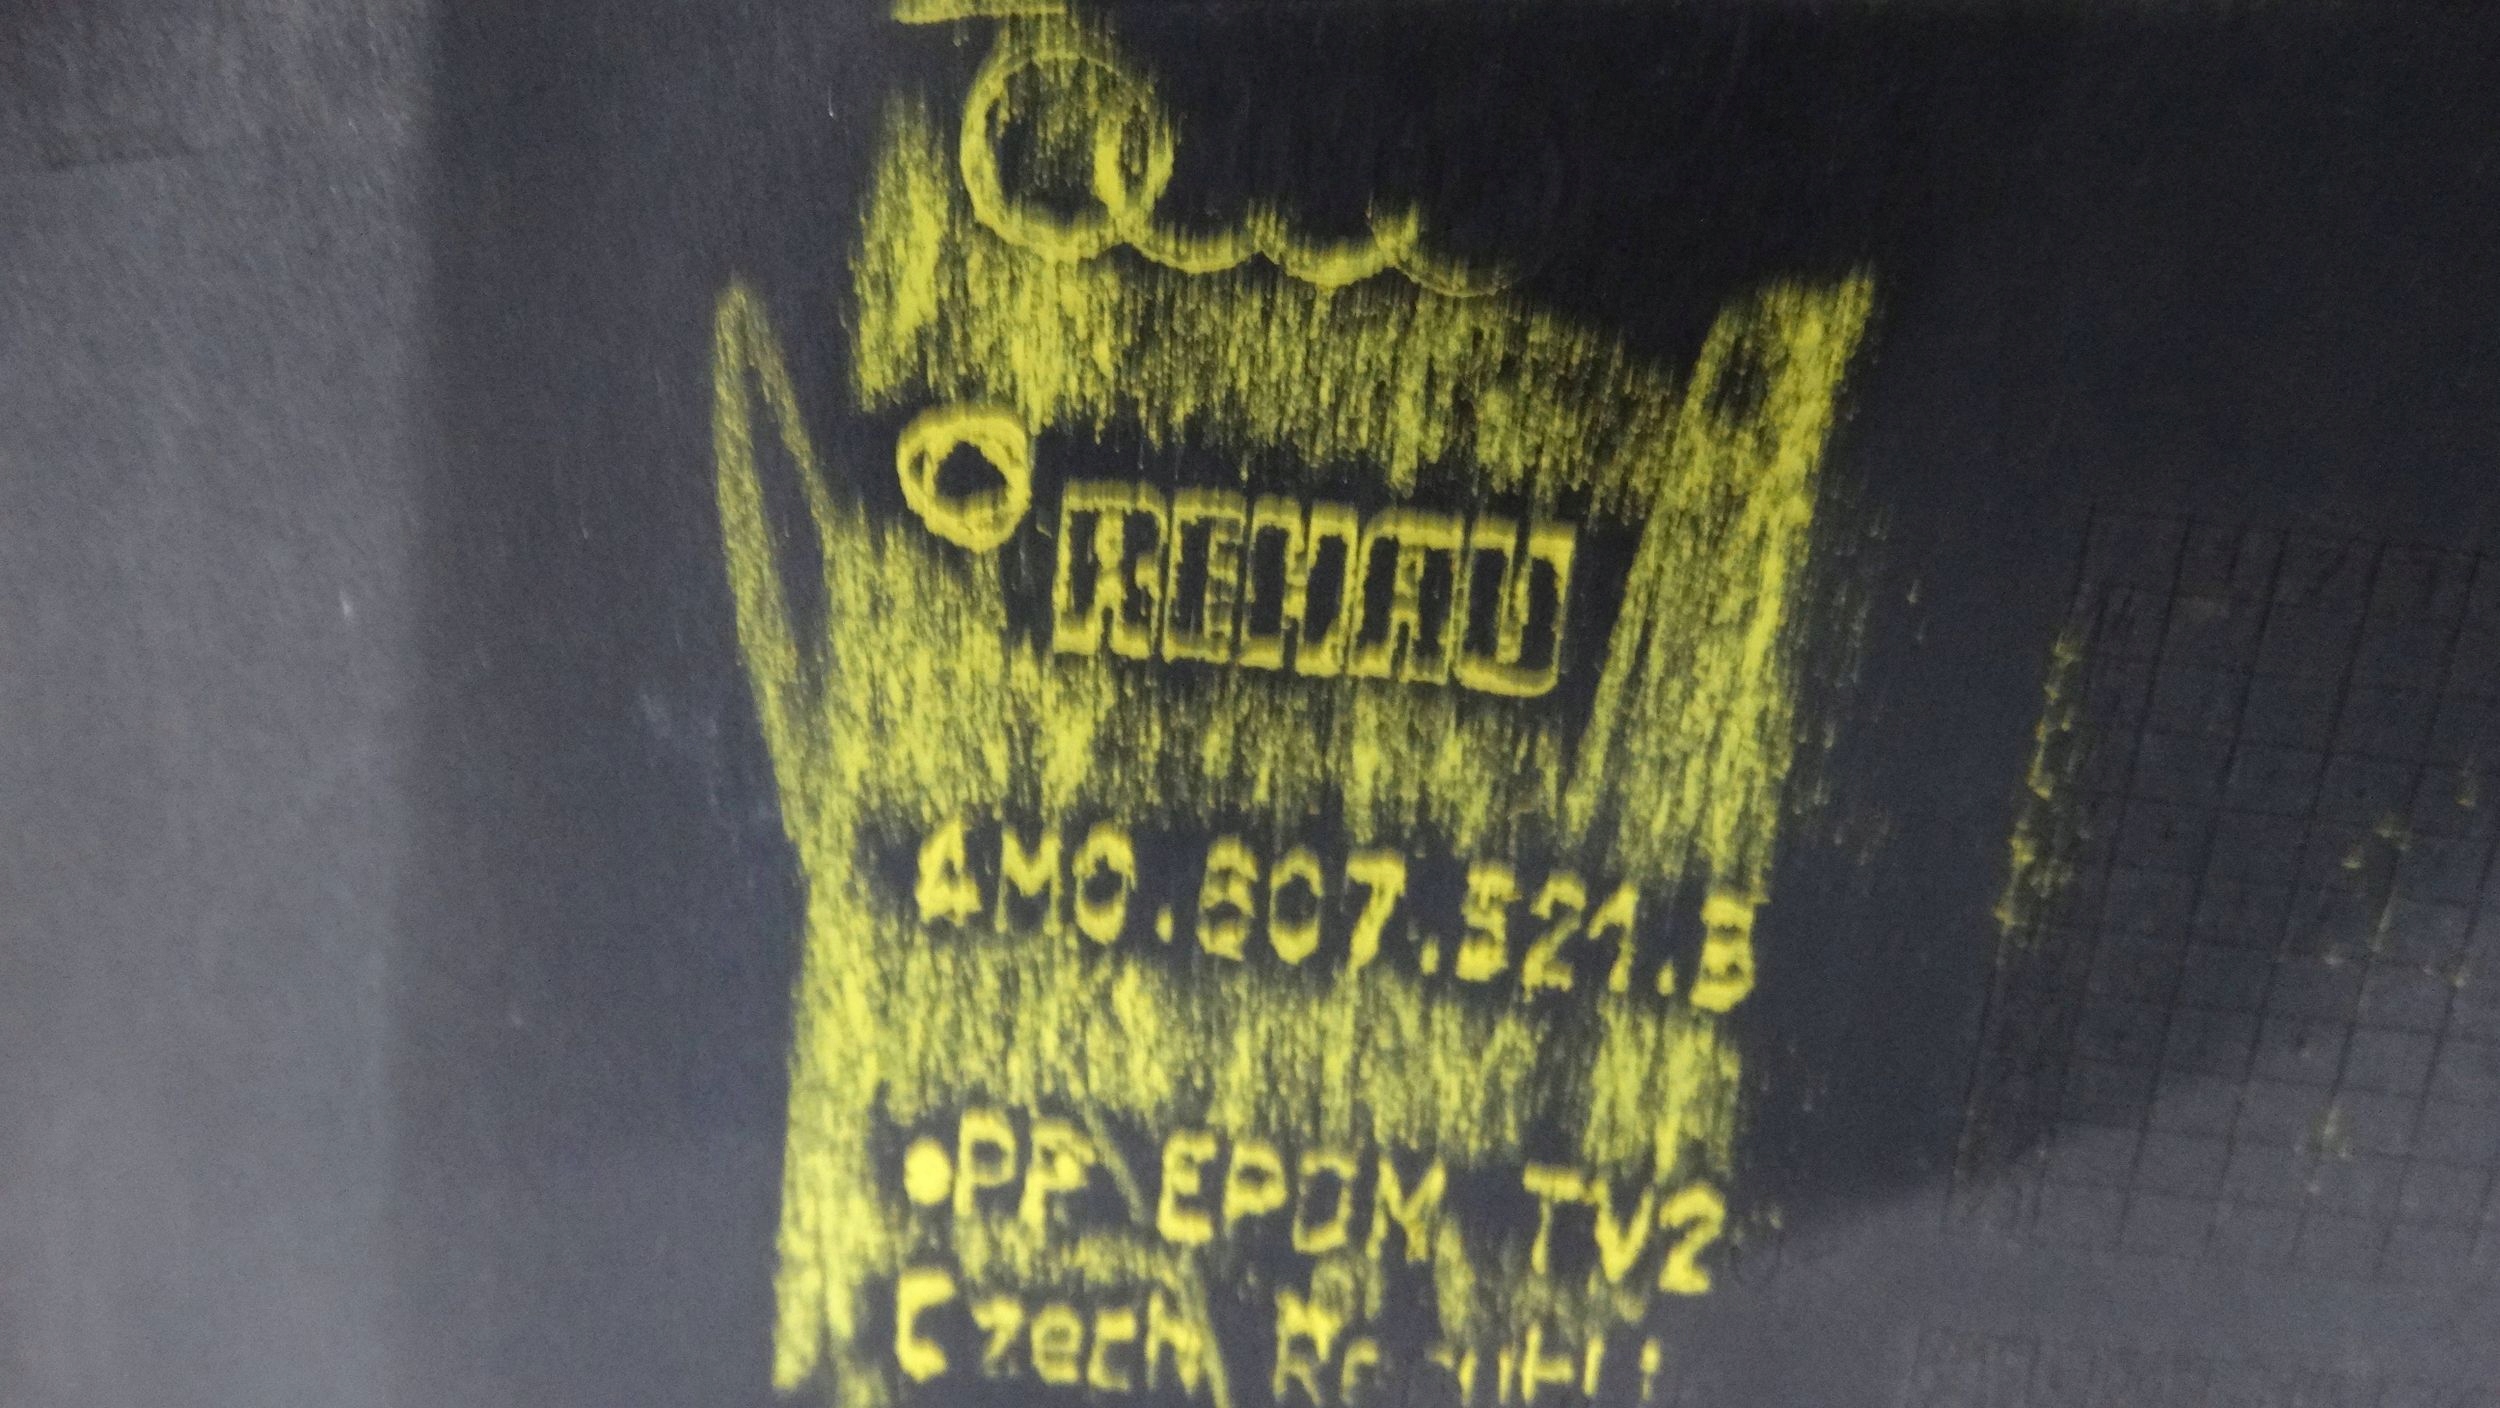 REHAU
4M0.807.521.B
PP EPDM TV2
Czech